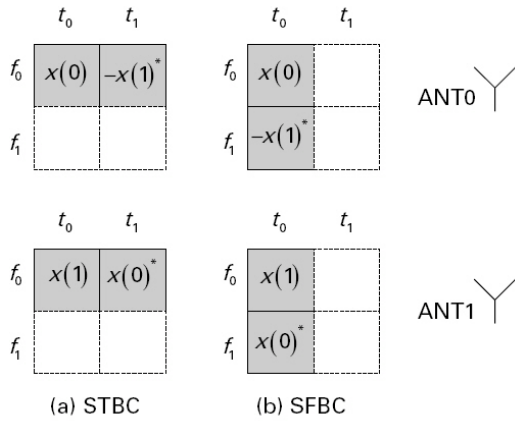 t₀ t₁ t₀ t₁
f₀ x(0) −x(1)* f₀ x(0)
ANT0
f₁ f₁ −x(1)*
t₀ t₁ t₀ t₁
f₀ x(1) x(0)* f₀ x(1)
ANT1
f₁ f₁ x(0)*
(a) STBC (b) SFBC